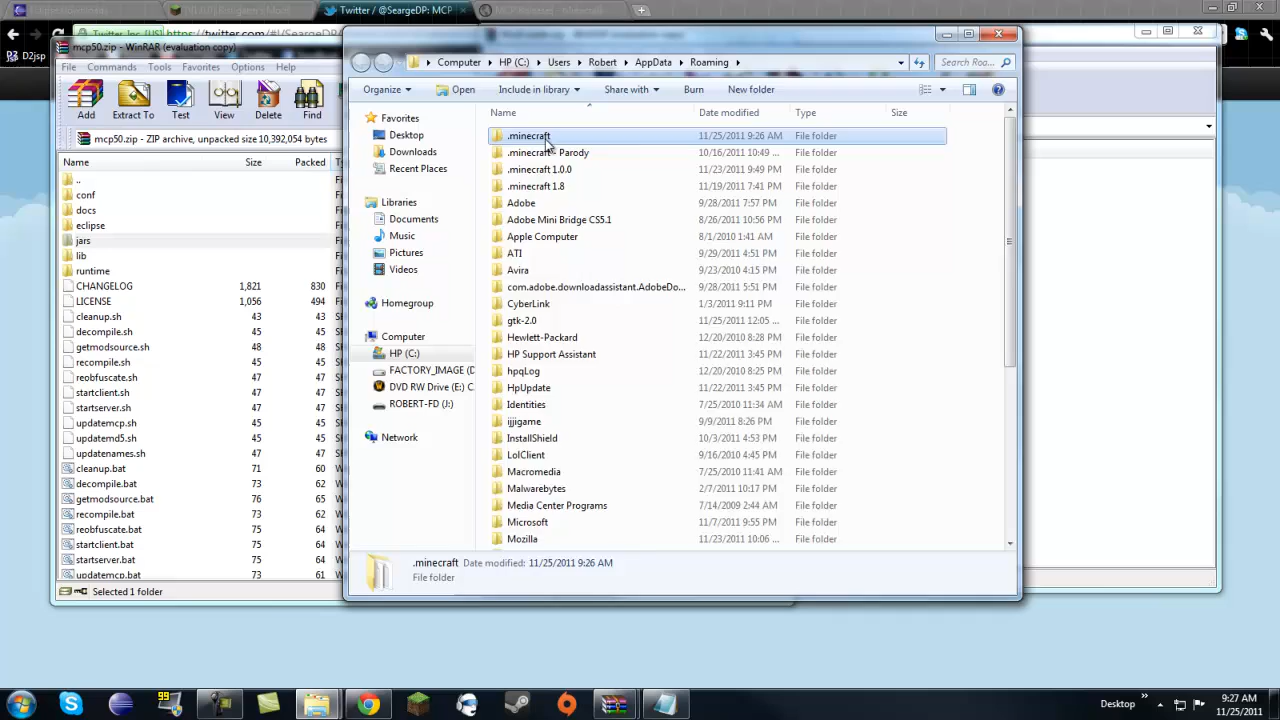 Twitter / @SeargeDP: MCP
Twitter, Inc. [US] https://twitter.com/#!/SeargeDP/
D2jsp
mcp50.zip - WinRAR (evaluation copy)
File Commands Tools Favorites Options Help
Add Extract To Test View Delete Find
mcp50.zip - ZIP archive, unpacked size 10,392,054 bytes
Name Size Packed
..
conf
docs
eclipse
jars
lib
runtime
CHANGELOG 1,821 830
LICENSE 1,056 494
cleanup.sh 43 43
decompile.sh 45 45
getmodsource.sh 48 48
recompile.sh 45 45
reobfuscate.sh 47 47
startclient.sh 47 47
startserver.sh 47 47
updatemcp.sh 45 45
updatemd5.sh 45 45
updatenames.sh 47 47
cleanup.bat 71 60
decompile.bat 73 62
getmodsource.bat 76 65
recompile.bat 73 62
reobfuscate.bat 75 64
startclient.bat 75 64
startserver.bat 75 64
updatemcp.bat 73 61
Selected 1 folder
Computer HP (C:) Users Robert AppData Roaming
Search Roa...
Organize Open Include in library Share with Burn New folder
Favorites
Desktop
Downloads
Recent Places
Libraries
Documents
Music
Pictures
Videos
Homegroup
Computer
HP (C:)
FACTORY_IMAGE (D
DVD RW Drive (E:) C
ROBERT-FD (J:)
Network
Name Date modified Type Size
.minecraft 11/25/2011 9:26 AM File folder
.minecraft - Parody 10/16/2011 10:49 ... File folder
.minecraft 1.0.0 11/23/2011 9:49 PM File folder
.minecraft 1.8 11/19/2011 7:41 PM File folder
Adobe 9/28/2011 7:57 PM File folder
Adobe Mini Bridge CS5.1 8/26/2011 10:56 PM File folder
Apple Computer 8/1/2010 1:41 AM File folder
ATI 9/29/2011 4:51 PM File folder
Avira 9/23/2010 4:15 PM File folder
com.adobe.downloadassistant.AdobeDo... 9/28/2011 5:51 PM File folder
CyberLink 1/3/2011 9:11 PM File folder
gtk-2.0 11/25/2011 12:05 ... File folder
Hewlett-Packard 12/20/2010 8:28 PM File folder
HP Support Assistant 11/22/2011 3:45 PM File folder
hpqLog 12/20/2010 8:25 PM File folder
HpUpdate 11/22/2011 3:45 PM File folder
Identities 7/25/2010 11:34 AM File folder
ijjigame 9/9/2011 8:26 PM File folder
InstallShield 10/3/2011 4:53 PM File folder
LolClient 9/16/2010 4:45 PM File folder
Macromedia 7/25/2010 11:41 AM File folder
Malwarebytes 2/7/2011 10:17 PM File folder
Media Center Programs 7/14/2009 2:44 AM File folder
Microsoft 11/7/2011 9:55 PM File folder
Mozilla 11/23/2011 10:06 ... File folder
.minecraft Date modified: 11/25/2011 9:26 AM
File folder
99
Desktop
9:27 AM
11/25/2011